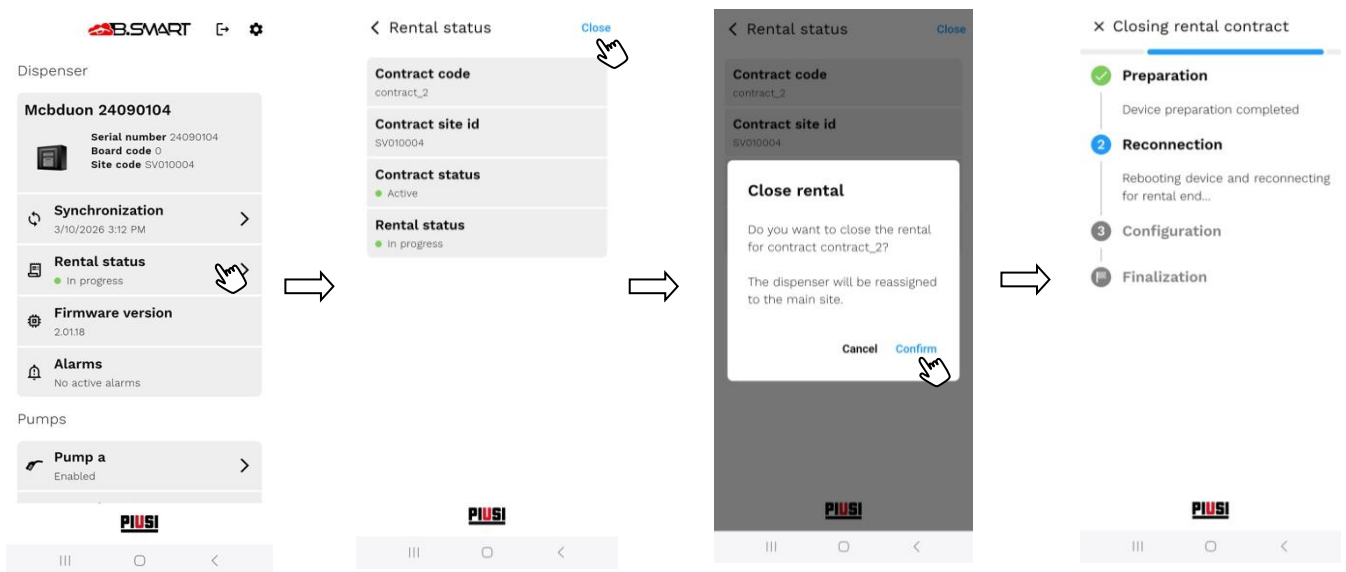 B.SMART
Dispenser
Mcbduon 24090104
Serial number 24090104
Board code 0
Site code SV010004
Synchronization
3/10/2026 3:12 PM
Rental status
In progress
Firmware version
2.01.18
Alarms
No active alarms
Pumps
Pump a
Enabled
PIUSI
Rental status
Close
Contract code
contract_2
Contract site id
SV010004
Contract status
Active
Rental status
In progress
PIUSI
Rental status
Close
Contract code
contract_2
Contract site id
SV010004
Close rental
Do you want to close the rental
for contract contract_2?
The dispenser will be reassigned
to the main site.
Cancel
Confirm
PIUSI
× Closing rental contract
Preparation
Device preparation completed
2 Reconnection
Rebooting device and reconnecting
for rental end...
3 Configuration
Finalization
PIUSI